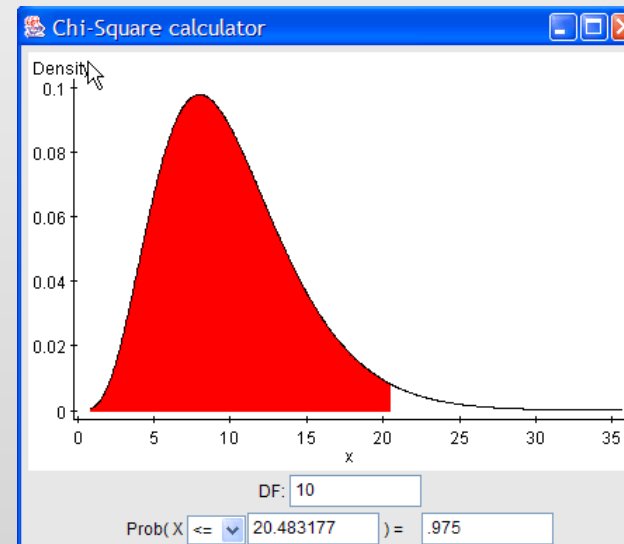 Chi-Square calculator
Density
0.1
0.08
0.06
0.04
0.02
0
0 5 10 15 20 25 30 35
x
DF: 10
Prob( X <= 20.483177 ) = .975